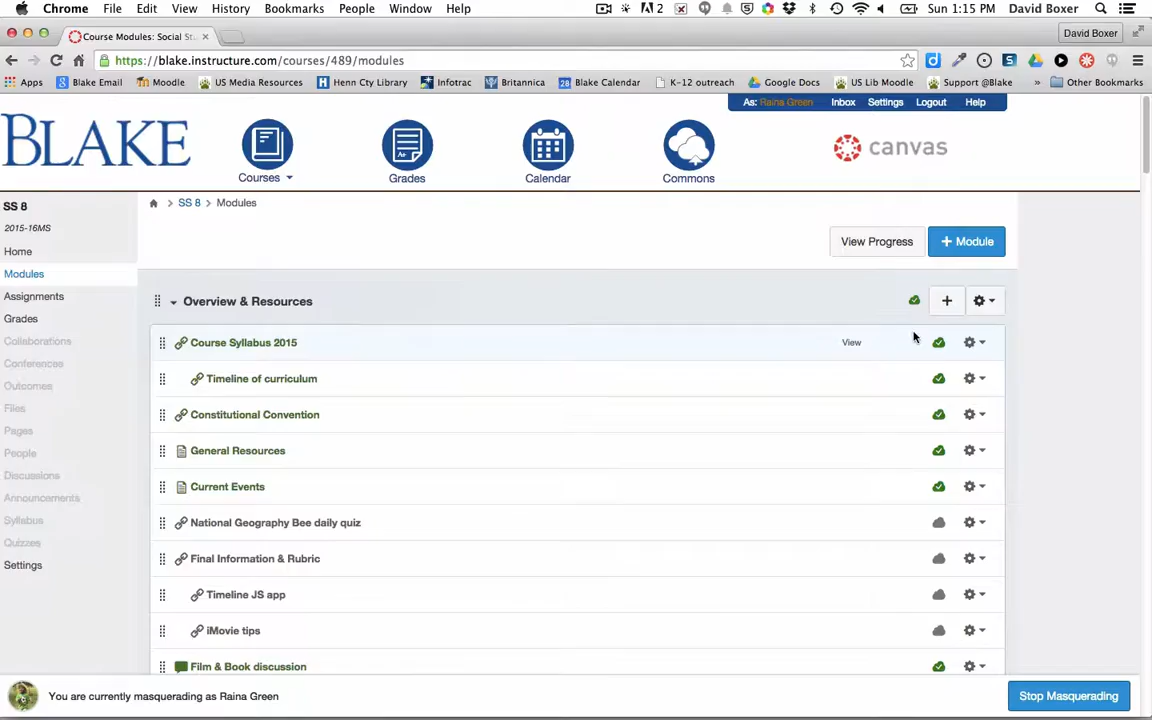 Chrome File Edit View History Bookmarks People Window Help 2 Sun 1:15 PM David Boxer
Course Modules: Social St David Boxer
https://blake.instructure.com/courses/489/modules
Apps Blake Email Moodle US Media Resources Henn Cty Library Infotrac Britannica Blake Calendar K-12 outreach Google Docs US Lib Moodle Support @Blake » Other Bookmarks
As: Raina Green Inbox Settings Logout Help
BLAKE
Courses Grades Calendar Commons
canvas
SS 8
2015-16MS
Home
Modules
Assignments
Grades
Collaborations
Conferences
Outcomes
Files
Pages
People
Discussions
Announcements
Syllabus
Quizzes
Settings
> SS 8 > Modules
View Progress + Module
Overview & Resources
Course Syllabus 2015 View
Timeline of curriculum
Constitutional Convention
General Resources
Current Events
National Geography Bee daily quiz
Final Information & Rubric
Timeline JS app
iMovie tips
Film & Book discussion
You are currently masquerading as Raina Green Stop Masquerading